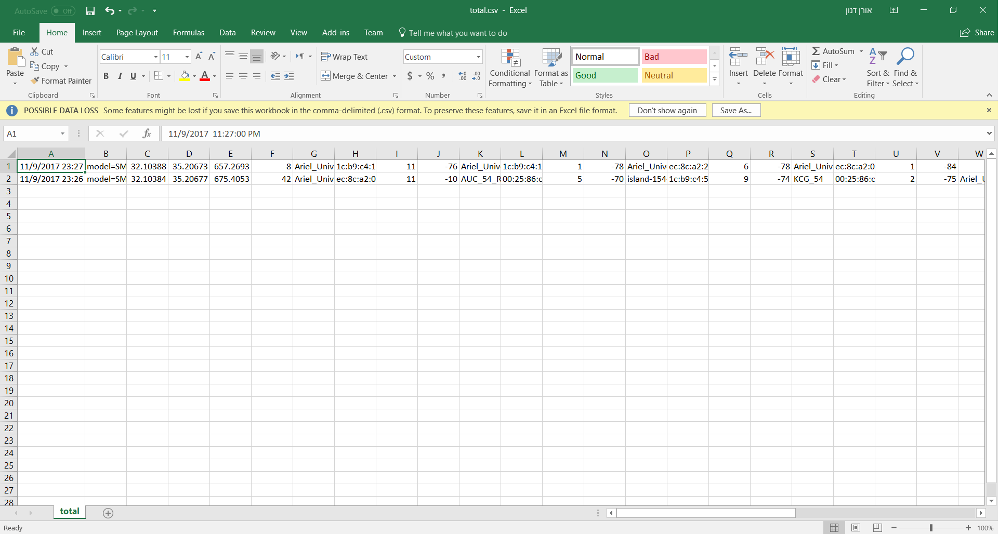 AutoSave Off
total.csv - Excel
אורן דנון
File Home Insert Page Layout Formulas Data Review View Add-ins Team Tell me what you want to do Share
Paste
Cut
Copy
Format Painter
Clipboard
Calibri 11
B I U
Font
Wrap Text
Merge & Center
Alignment
Custom
$ % ,
Number
Conditional Formatting
Format as Table
Normal Bad
Good Neutral
Styles
Insert Delete Format
Cells
AutoSum
Fill
Clear
Sort & Filter
Find & Select
Editing
POSSIBLE DATA LOSS Some features might be lost if you save this workbook in the comma-delimited (.csv) format. To preserve these features, save it in an Excel file format. Don't show again Save As...
A1 fx 11/9/2017 11:27:00 PM
A B C D E F G H I J K L M N O P Q R S T U V W
1 11/9/2017 23:27 model=SM 32.10388 35.20673 657.2693 8 Ariel_Univ 1c:b9:c4:1 11 -76 Ariel_Univ 1c:b9:c4:1 1 -78 Ariel_Univ ec:8c:a2:2 6 -78 Ariel_Univ ec:8c:a2:0 1 -84
2 11/9/2017 23:26 model=SM 32.10384 35.20677 675.4053 42 Ariel_Univ ec:8c:a2:0 11 -10 AUC_54_R 00:25:86:c 5 -70 island-154 1c:b9:c4:5 9 -74 KCG_54 00:25:86:c 2 -75 Ariel_U
3
4
5
6
7
8
9
10
11
12
13
14
15
16
17
18
19
20
21
22
23
24
25
26
27
28
total
Ready 100%